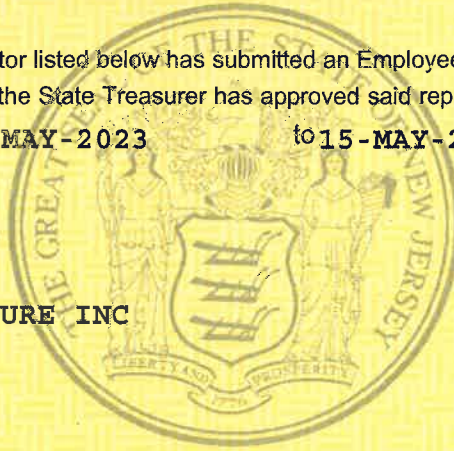 tor listed below has submitted an Employee
the State Treasurer has approved said rep
MAY-2023 to 15-MAY-2
URE INC
THE GREAT SEAL OF THE STATE OF NEW JERSEY
LIBERTY AND PROSPERITY
1776